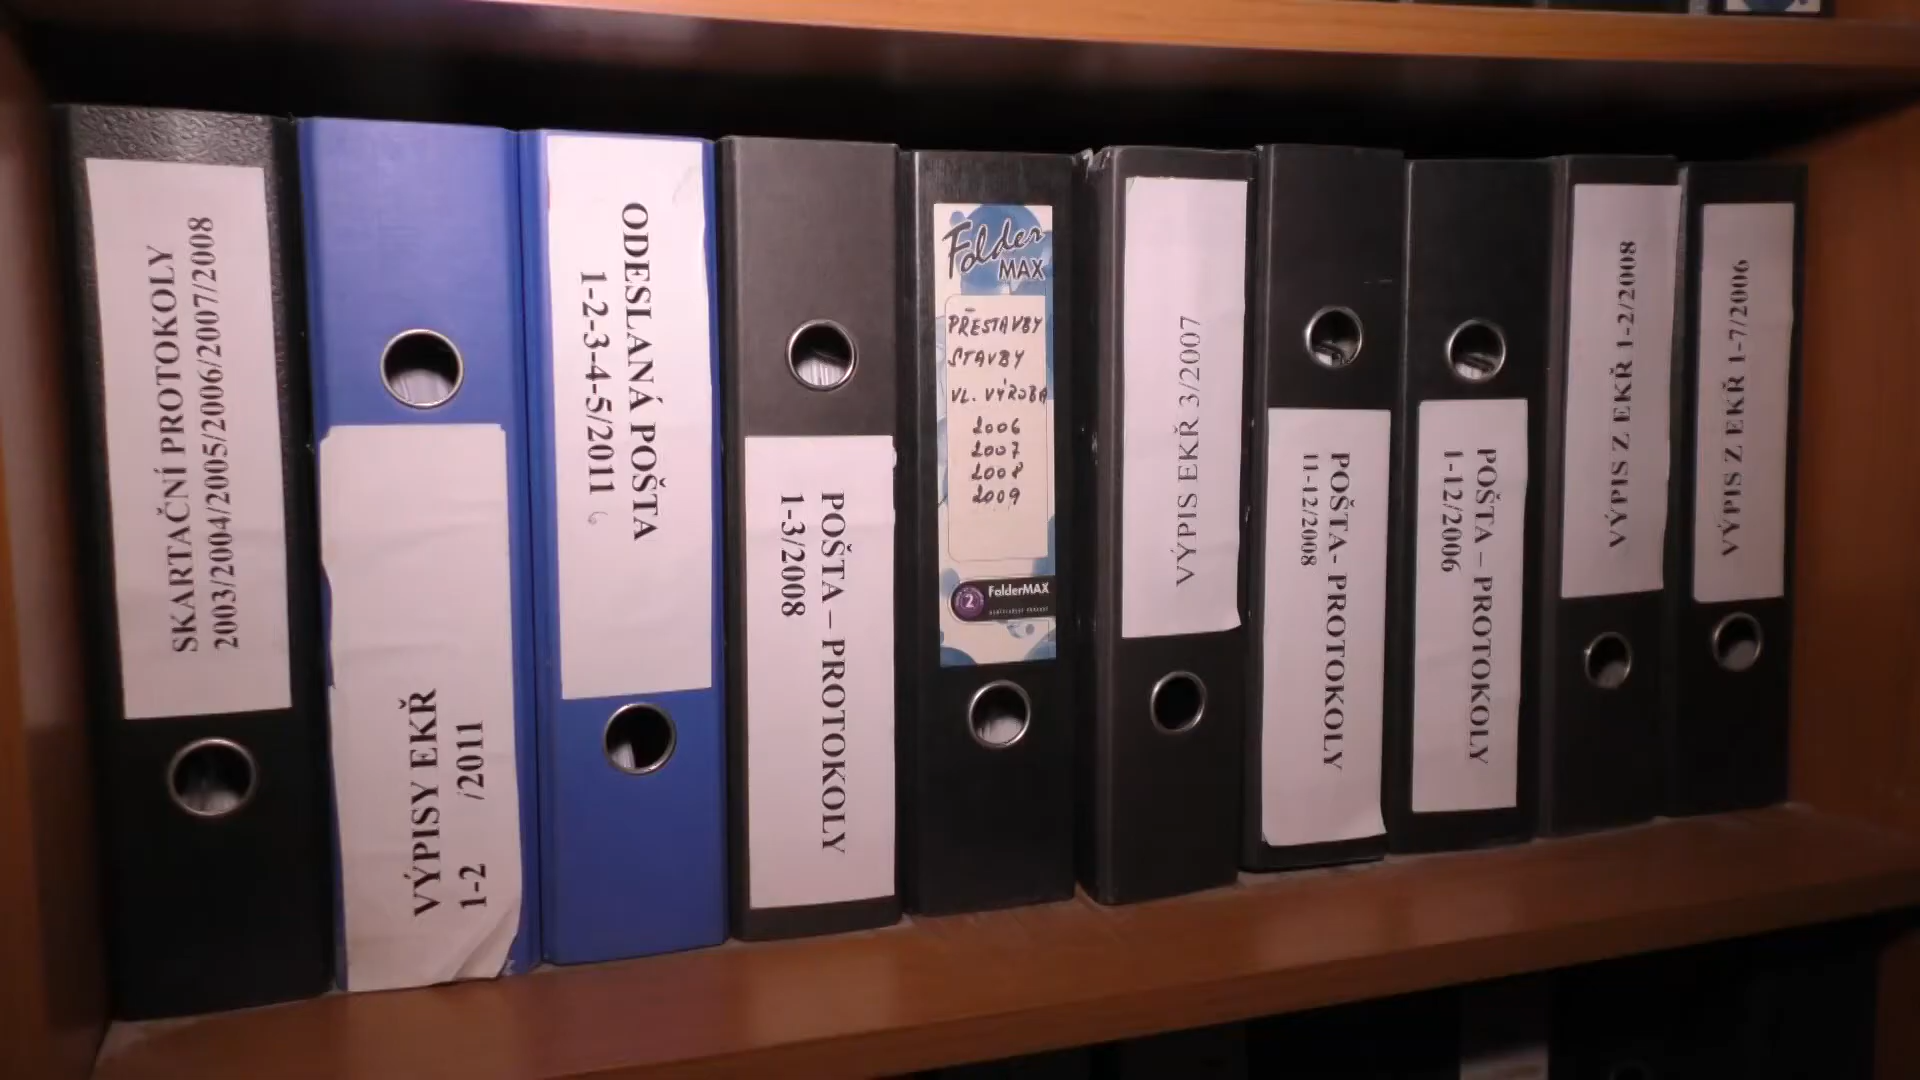 SKARTAČNÍ PROTOKOLY
2003/2004/2005/2006/2007/2008
VÝPISY EKŘ
1-2 /2011
ODESLANÁ POŠTA
1-2-3-4-5/2011
6
POŠTA – PROTOKOLY
1-3/2008
Folder
MAX
PŘESTAVBY
STAVBY
VL. VÝROBA
2006
2007
2008
2009
2
FolderMAX
VÝPIS EKŘ 3/2007
POŠTA- PROTOKOLY
11-12/2008
POŠTA – PROTOKOLY
1-12/2006
VÝPIS Z EKŘ 1-2/2008
VÝPIS Z EKŘ 1-7/2006